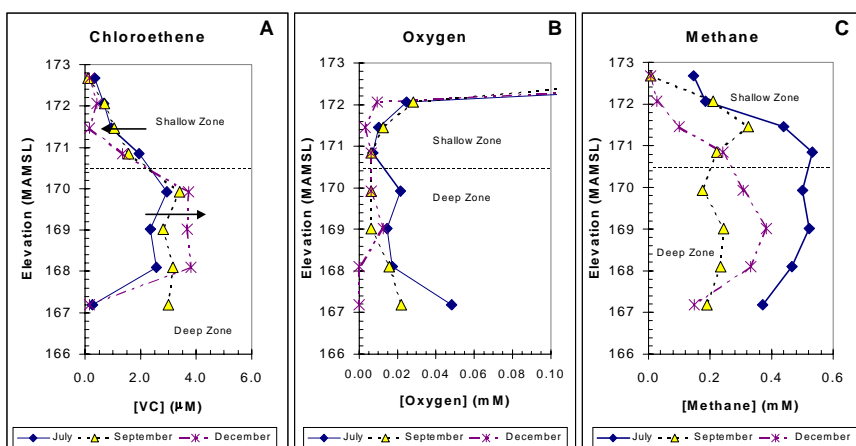 Chloroethene A
173
172
171
170
169
168
167
166
Elevation (MAMSL)
Shallow Zone
Deep Zone
0.0 2.0 4.0 6.0
[VC] (μM)
July September December
Oxygen B
173
172
171
170
169
168
167
166
Elevation (MAMSL)
Shallow Zone
Deep Zone
0.00 0.02 0.04 0.06 0.08 0.10
[Oxygen] (mM)
July September December
Methane C
173
172
171
170
169
168
167
166
Elevation (MAMSL)
Shallow Zone
Deep Zone
0.0 0.2 0.4 0.6
[Methane] (mM)
July September December